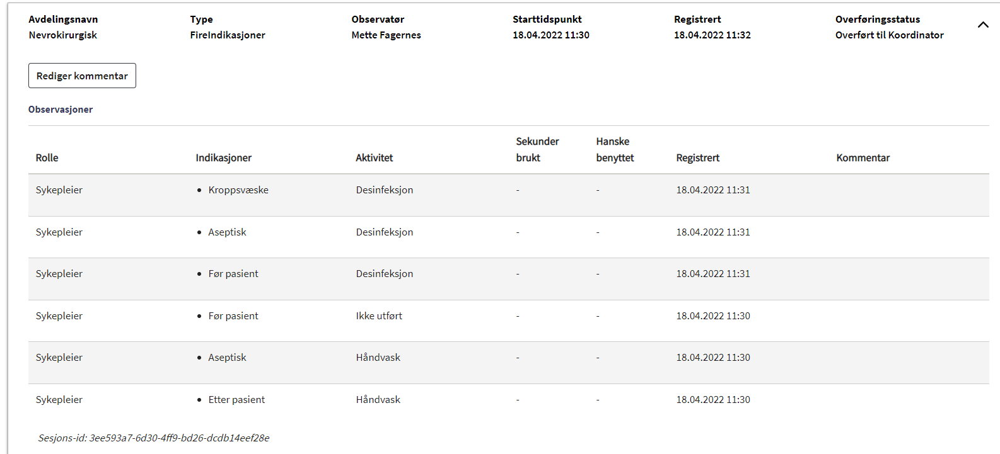 Avdelingsnavn Type Observatør Starttidspunkt Registrert Overføringsstatus
Nevrokirurgisk FireIndikasjoner Mette Fagernes 18.04.2022 11:30 18.04.2022 11:32 Overført til Koordinator
Rediger kommentar
Observasjoner
Rolle Indikasjoner Aktivitet Sekunder brukt Hanske benyttet Registrert Kommentar
Sykepleier • Kroppsvæske Desinfeksjon - - 18.04.2022 11:31
Sykepleier • Aseptisk Desinfeksjon - - 18.04.2022 11:31
Sykepleier • Før pasient Desinfeksjon - - 18.04.2022 11:31
Sykepleier • Før pasient Ikke utført - - 18.04.2022 11:30
Sykepleier • Aseptisk Håndvask - - 18.04.2022 11:30
Sykepleier • Etter pasient Håndvask - - 18.04.2022 11:30
Sesjons-id: 3ee593a7-6d30-4ff9-bd26-dcdb14eef28e